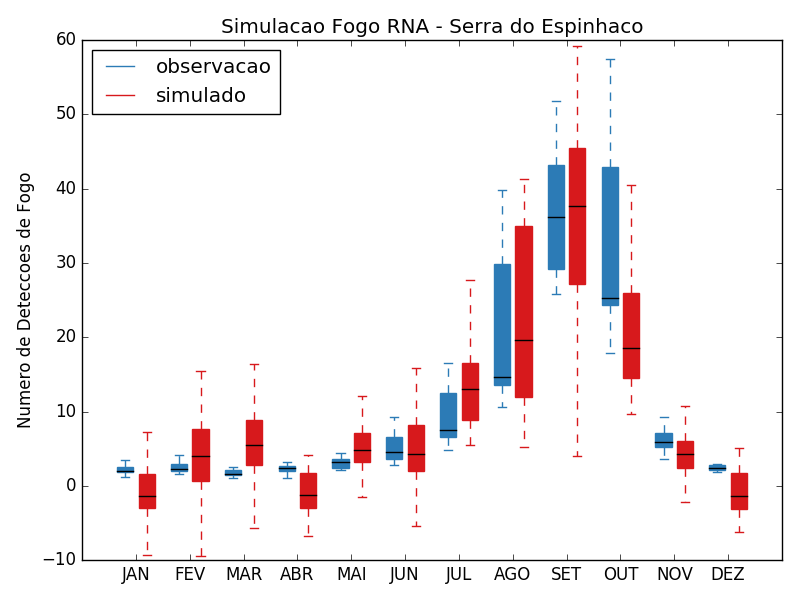 Simulacao Fogo RNA - Serra do Espinhaco
60
50
40
30
20
10
0
−10
Numero de Deteccoes de Fogo
observacao
simulado
JAN FEV MAR ABR MAI JUN JUL AGO SET OUT NOV DEZ